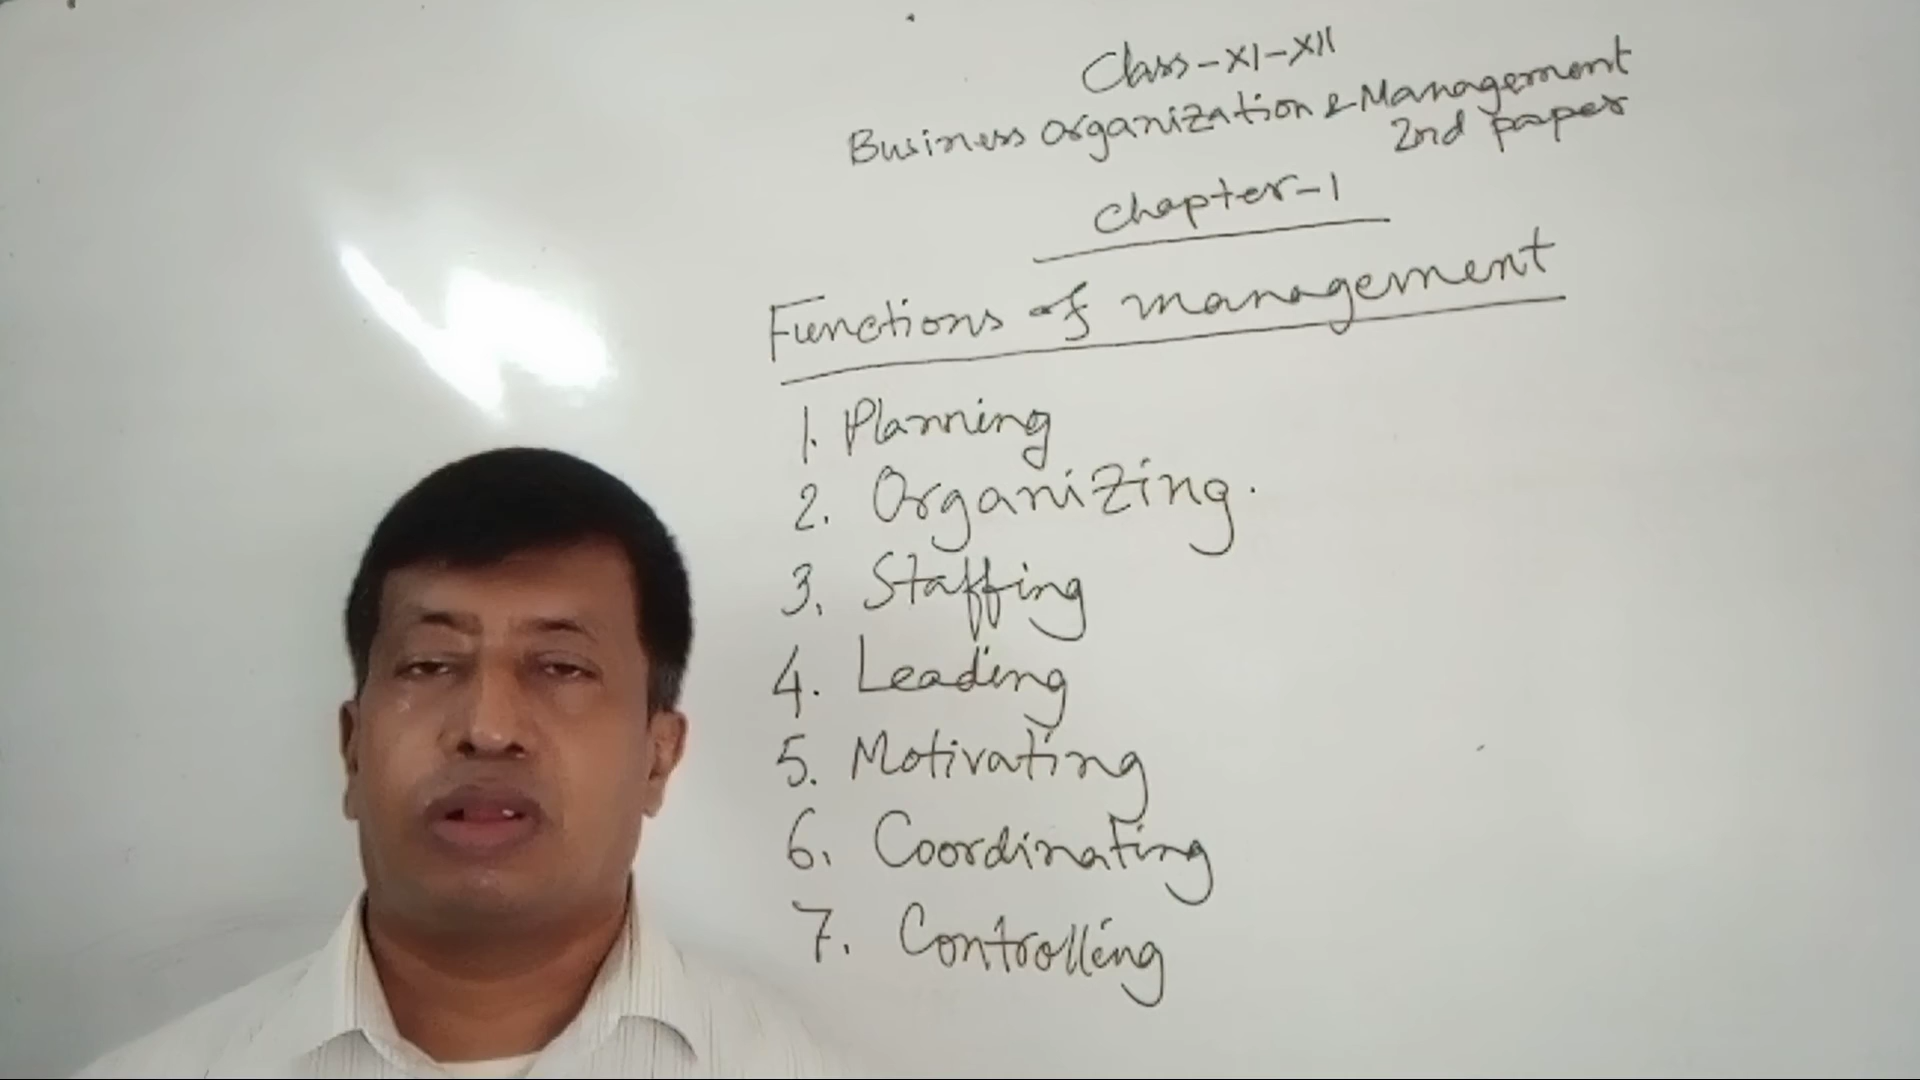 Class-XI-XII
Business organization & Management
2nd paper
chapter-1
Functions of management
1. Planning
2. Organizing.
3. Staffing
4. Leading
5. Motivating
6. Coordinating
7. Controlling